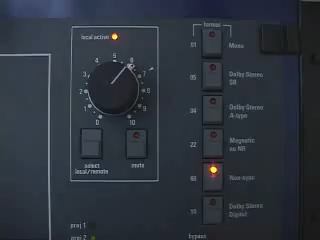 formats
local active
01 Mono
05 Dolby Stereo
SR
04 Dolby Stereo
A-type
22 Magnetic
no NR
60 Non-sync
10 Dolby Stereo
Digital
0 1 2 3 4 5 6 7 8 9 10
select
local/remote
mute
proj 1
proj 2
bypass